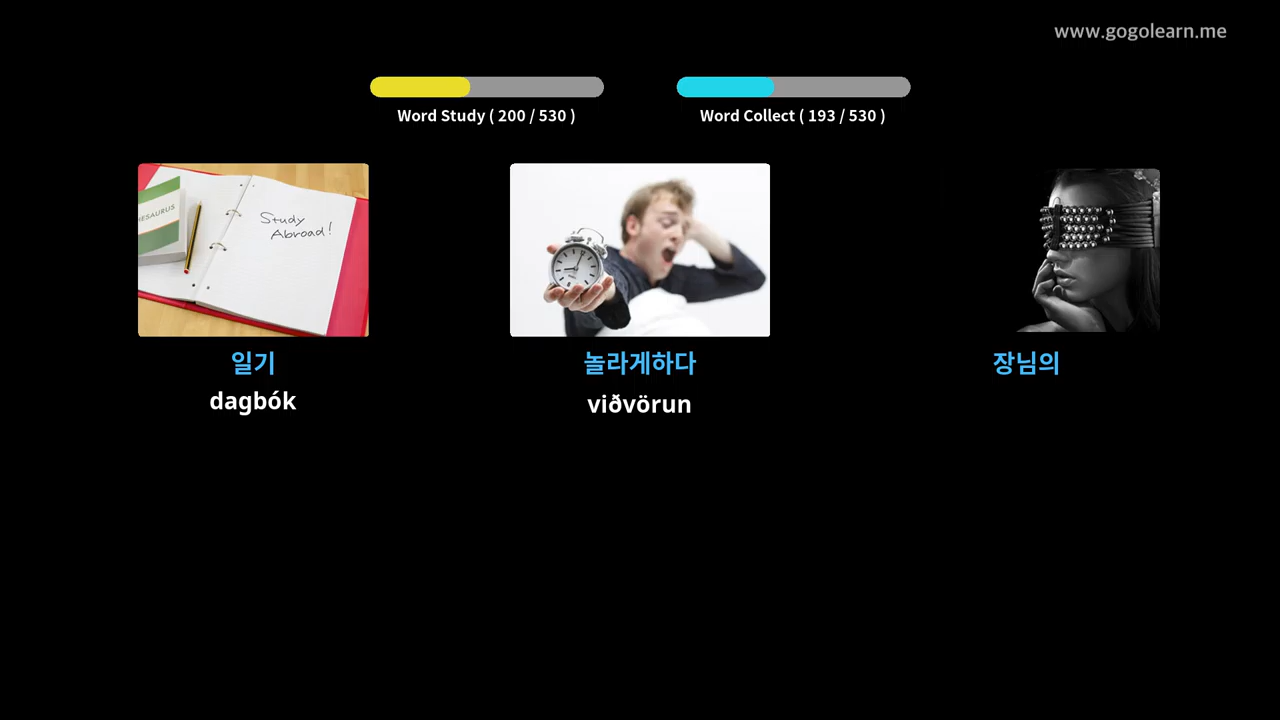 www.gogolearn.me
Word Study ( 200 / 530 )
Word Collect ( 193 / 530 )
HESAURUS
Study
Abroad!
일기
놀라게하다
장님의
dagbók
viðvörun